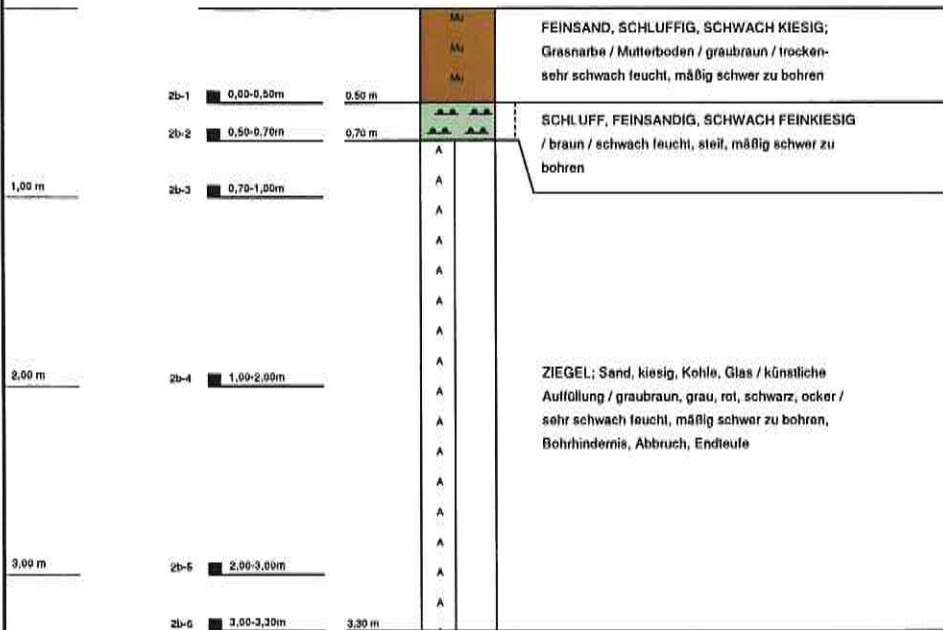 Mu
Mu
Mu
FEINSAND, SCHLUFFIG, SCHWACH KIESIG;
Grasnarbe / Mutterboden / graubraun / trocken-
sehr schwach feucht, mäßig schwer zu bohren
2b-1 0,00-0,50m 0.50 m
SCHLUFF, FEINSANDIG, SCHWACH FEINKIESIG
/ braun / schwach feucht, steif, mäßig schwer zu
bohren
2b-2 0,50-0,70m 0,70 m
A
A
1,00 m 2b-3 0,70-1,00m
A
A
A
A
A
A
2,00 m 2b-4 1,00-2,00m
A
ZIEGEL; Sand, kiesig, Kohle, Glas / künstliche
Auffüllung / graubraun, grau, rot, schwarz, ocker /
sehr schwach feucht, mäßig schwer zu bohren,
Bohrhindernis, Abbruch, Endteufe
A
A
A
A
A
3,00 m 2b-5 2,00-3,00m
A
A
2b-6 3,00-3,30m 3,30 m